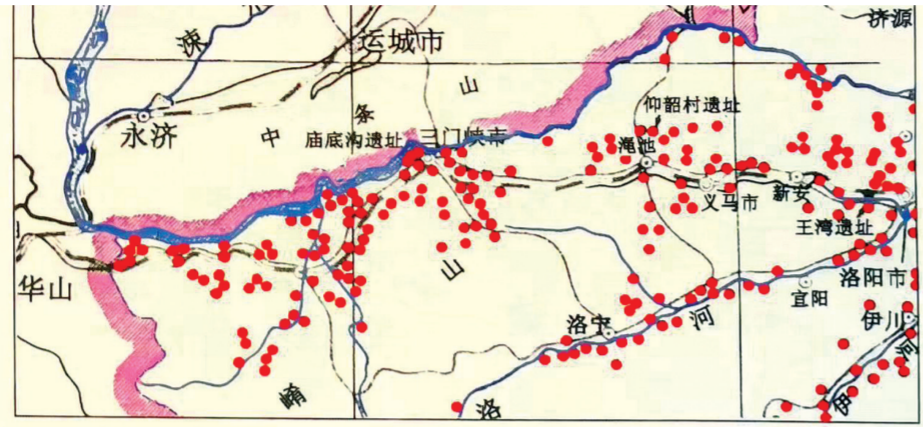 济源
涑
运城市
山
条
中
仰韶村遗址
永济
庙底沟遗址
三门峡市
渑池
义马市
新安
王湾遗址
山
华山
洛阳市
宜阳
洛宁
河
伊川
河
崤
洛
伊